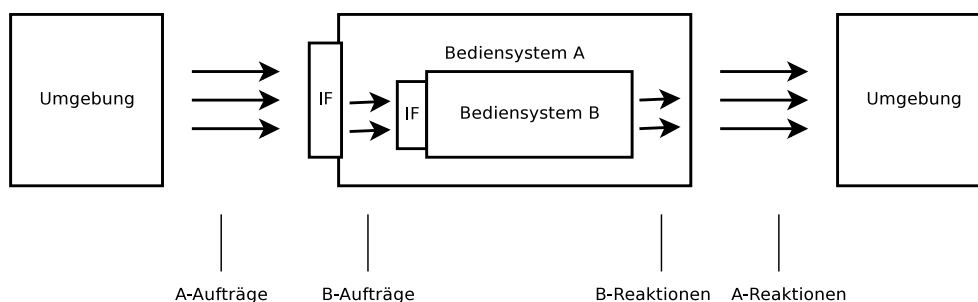 Bediensystem A
Umgebung
IF
IF
Bediensystem B
Umgebung
A-Aufträge
B-Aufträge
B-Reaktionen
A-Reaktionen